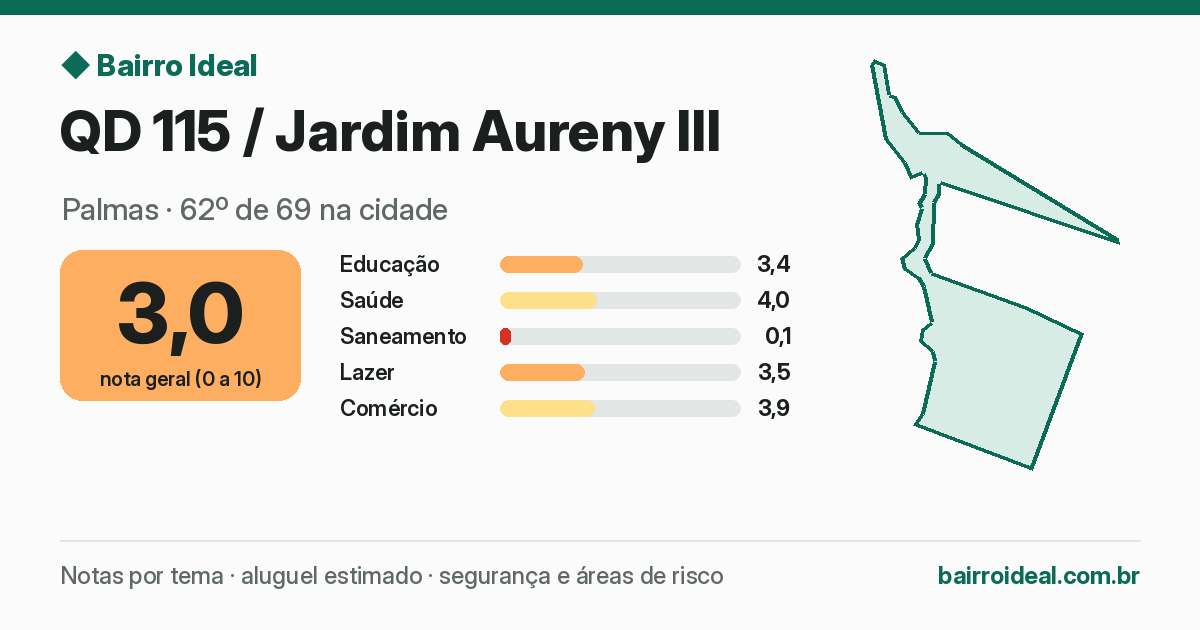 Bairro Ideal
QD 115 / Jardim Aureny III
Palmas · 62º de 69 na cidade
3,0
nota geral (0 a 10)
Educação 3,4
Saúde 4,0
Saneamento 0,1
Lazer 3,5
Comércio 3,9
Notas por tema · aluguel estimado · segurança e áreas de risco
bairroideal.com.br